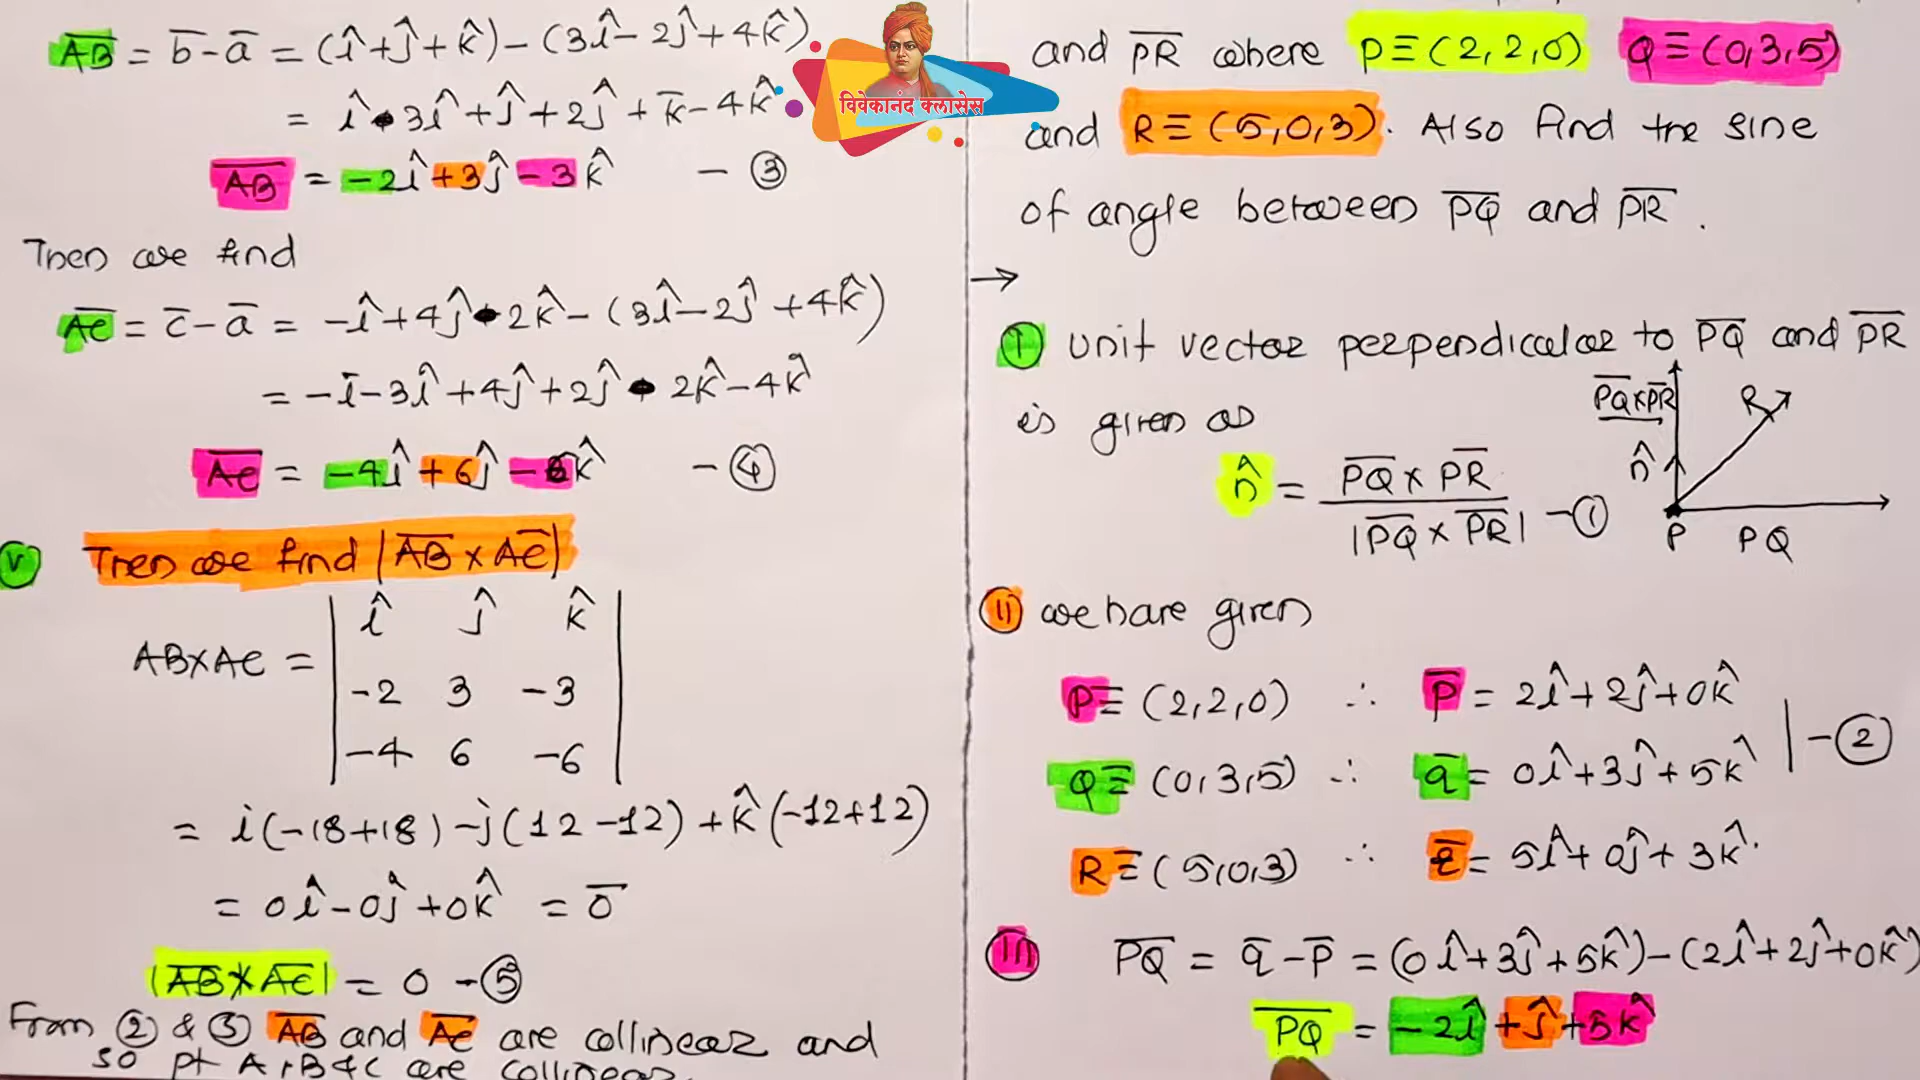 AB = b - a = (î+ĵ+k̂) - (3î - 2ĵ + 4k̂)
= î - 3î + ĵ + 2ĵ + k - 4k̂
AB = -2î +3ĵ -3k̂ - ③
Then we find
AC = c - a = -î+4ĵ-2k̂ - (3î - 2ĵ + 4k̂)
= -i - 3î + 4ĵ + 2ĵ - 2k̂ - 4k̂
AC = -4î + 6ĵ - 6k̂ - ④
Ⓥ Then we find |AB × AC|
AB×AC = | î ĵ k̂
-2 3 -3
-4 6 -6 |
= i(-18+18) - j(12-12) + k̂(-12+12)
= 0î - 0ĵ + 0k̂ = 0
|AB × AC| = 0 - ⑤
From ② & ③ AB and AC are collinear and
so pt A, B & C are collinear.
विवेकानंद क्लासेस
and PR where P≡(2,2,0) Q≡(0,3,5)
and R≡(5,0,3). Also find the sine
of angle between PQ and PR.
→
Ⓘ unit vector perpendicular to PQ and PR
is given as
n̂ = PQ × PR / |PQ × PR| - ①
PQ×PR
R
n̂
P PQ
ⓘⓘ we have given
P≡ (2,2,0) ∴ p = 2î + 2ĵ + 0k̂
Q≡ (0,3,5) ∴ q = 0î + 3ĵ + 5k̂ | - ②
R≡ (5,0,3) ∴ r = 5î + 0ĵ + 3k̂.
ⓘⓘⓘ PQ = q - p = (0î+3ĵ+5k̂) - (2î+2ĵ+0k̂)
PQ = -2î + ĵ + 5k̂